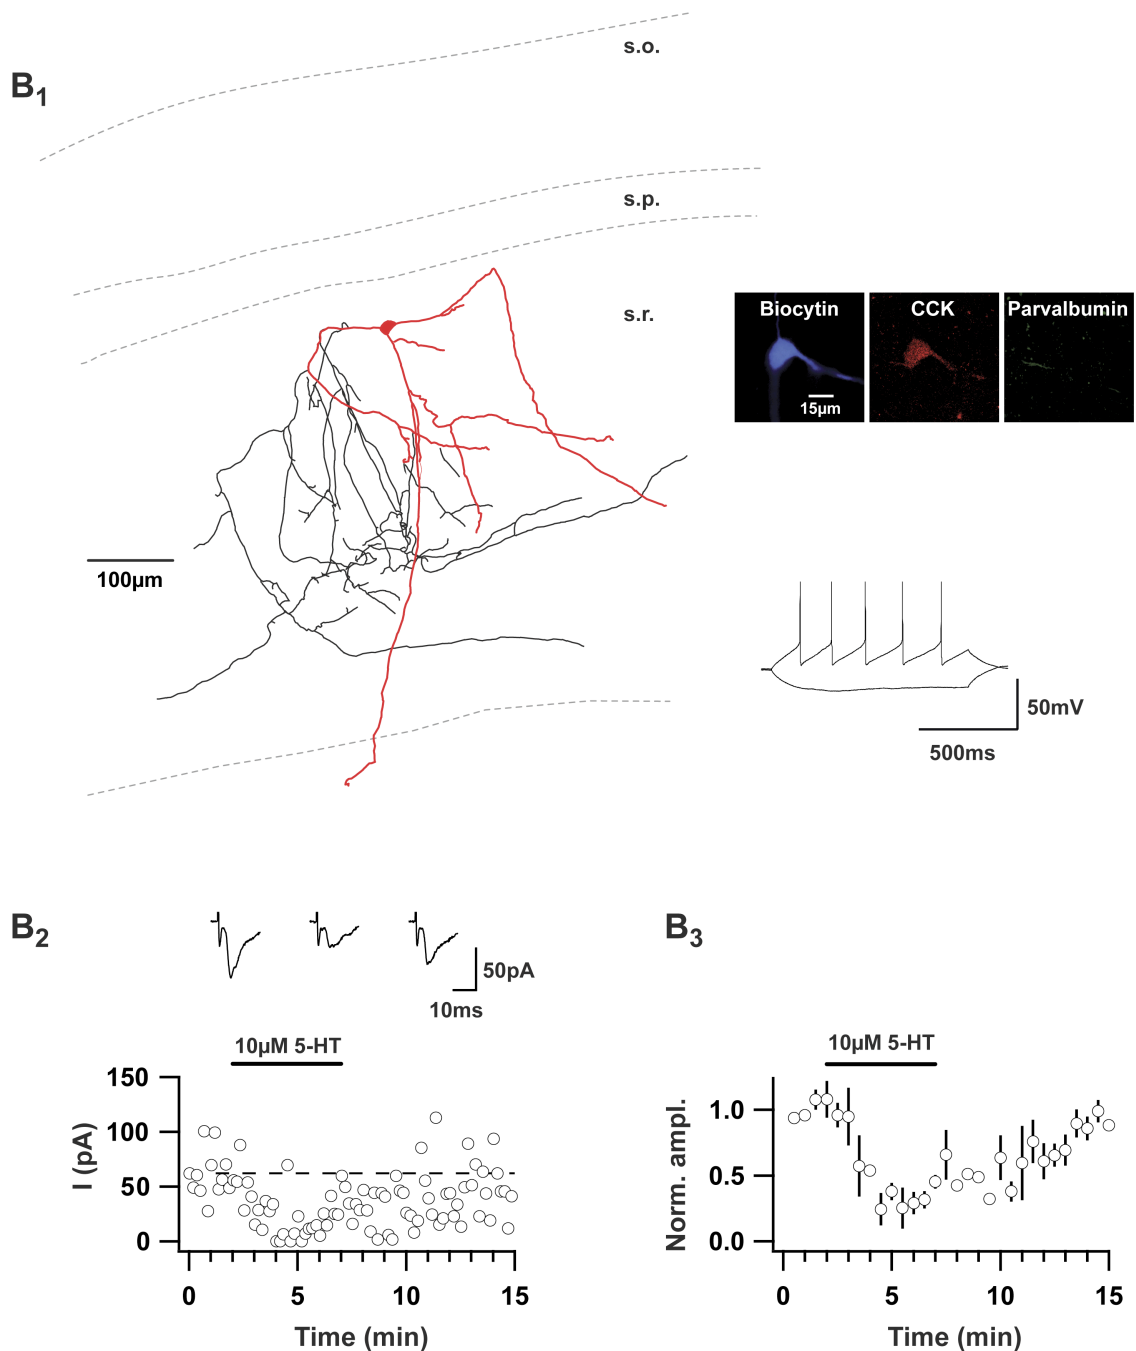 B1
s.o.
s.p.
s.r.
Biocytin CCK Parvalbumin
15µm
100µm
50mV
500ms
B2
50pA
10ms
10µM 5-HT
150
100
50
0
I (pA)
0 5 10 15
Time (min)
B3
10µM 5-HT
1.0
0.5
0.0
Norm. ampl.
0 5 10 15
Time (min)